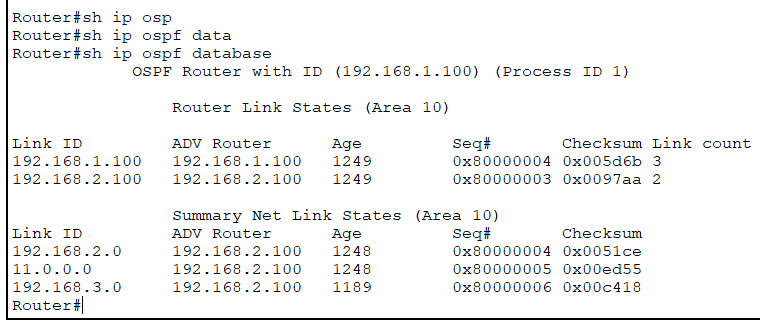 Router#sh ip osp
Router#sh ip ospf data
Router#sh ip ospf database
OSPF Router with ID (192.168.1.100) (Process ID 1)
Router Link States (Area 10)
Link ID ADV Router Age Seq# Checksum Link count
192.168.1.100 192.168.1.100 1249 0x80000004 0x005d6b 3
192.168.2.100 192.168.2.100 1249 0x80000003 0x0097aa 2
Summary Net Link States (Area 10)
Link ID ADV Router Age Seq# Checksum
192.168.2.0 192.168.2.100 1248 0x80000004 0x0051ce
11.0.0.0 192.168.2.100 1248 0x80000005 0x00ed55
192.168.3.0 192.168.2.100 1189 0x80000006 0x00c418
Router#